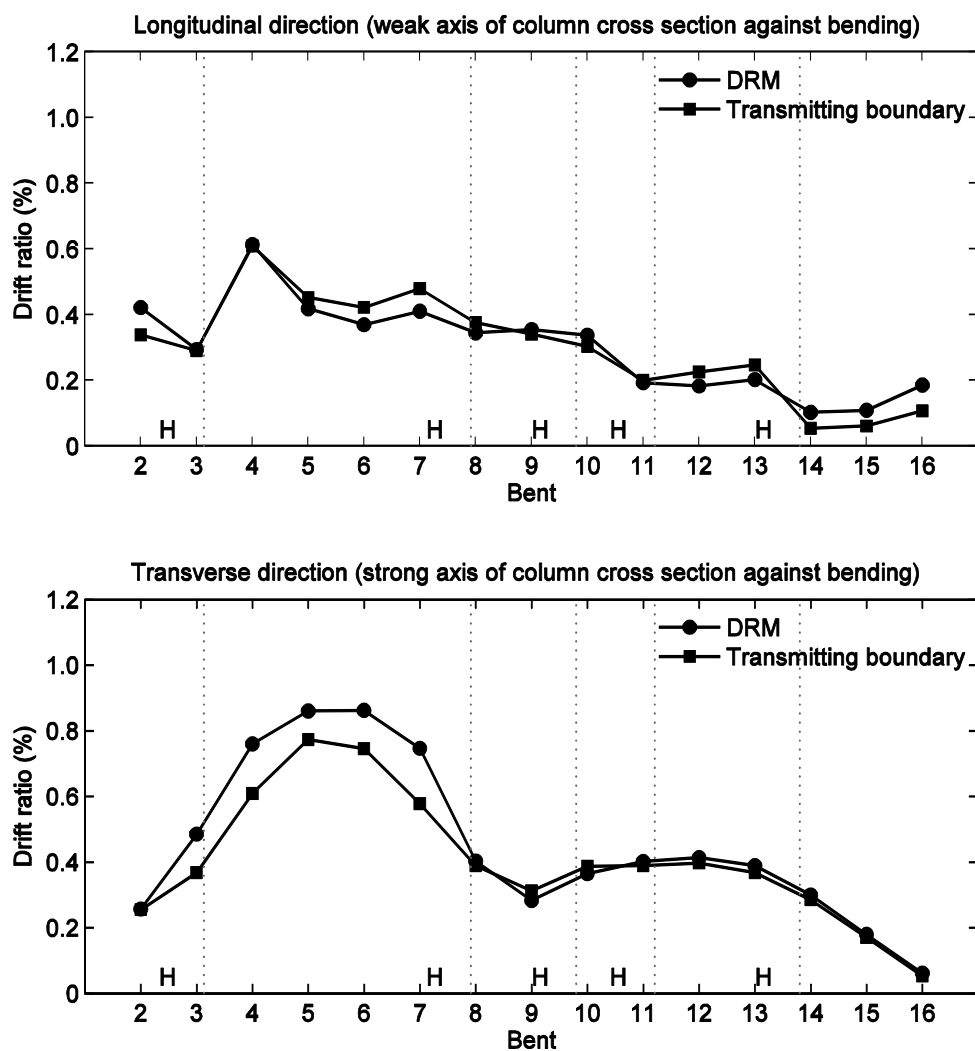 Longitudinal direction (weak axis of column cross section against bending)
1.2
1.0
0.8
0.6
0.4
0.2
0
Drift ratio (%)
DRM
Transmitting boundary
H H H H H
2 3 4 5 6 7 8 9 10 11 12 13 14 15 16
Bent
Transverse direction (strong axis of column cross section against bending)
1.2
1.0
0.8
0.6
0.4
0.2
0
Drift ratio (%)
DRM
Transmitting boundary
H H H H H
2 3 4 5 6 7 8 9 10 11 12 13 14 15 16
Bent